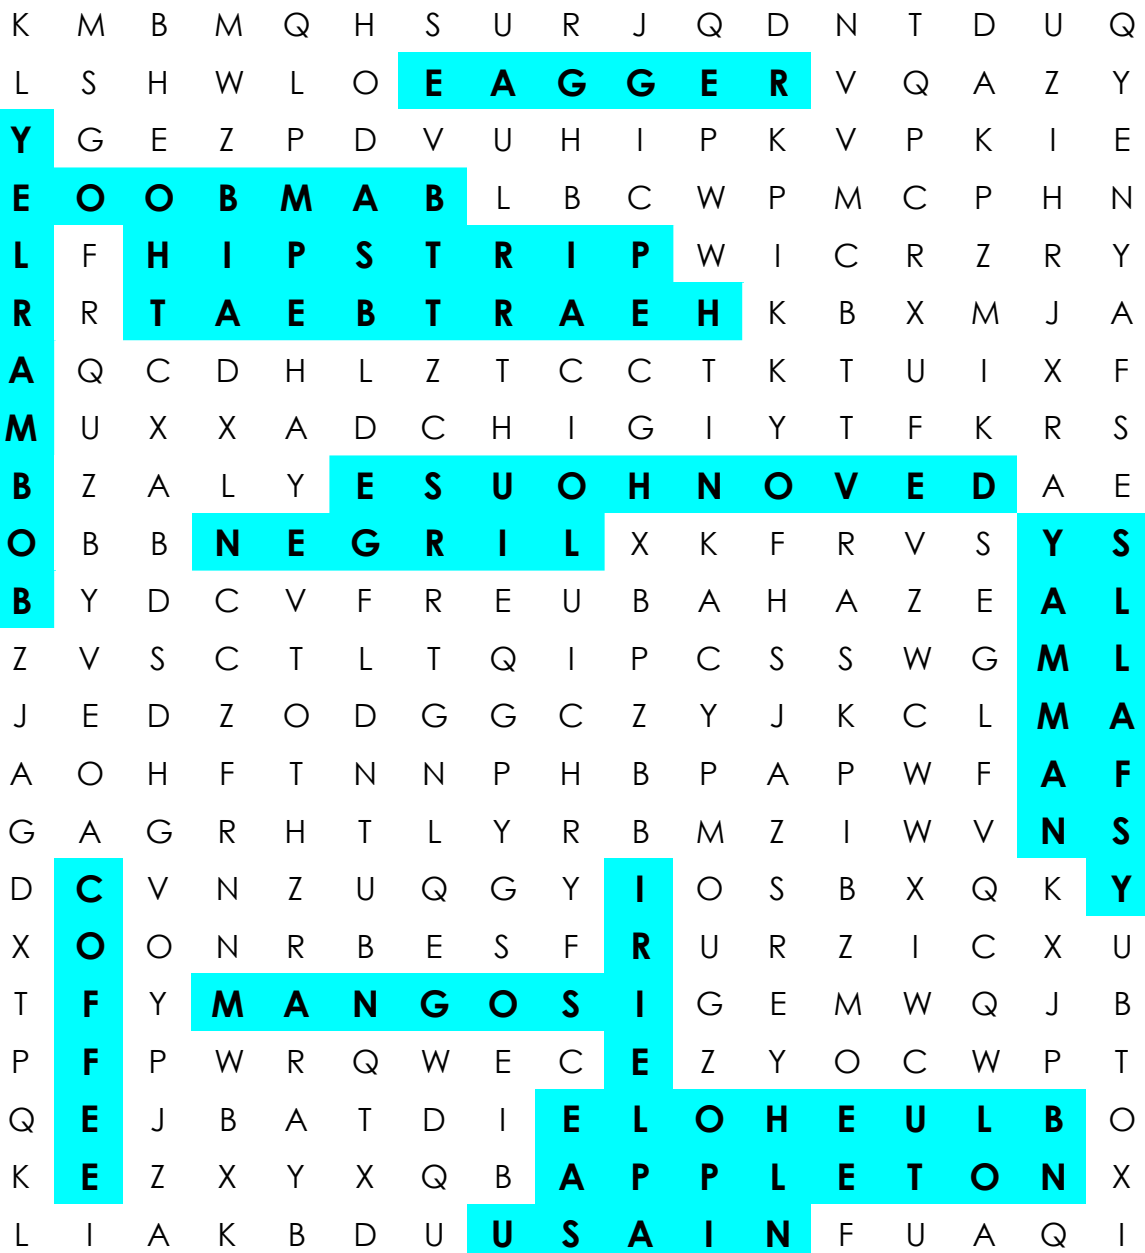 K M B M Q H S U R J Q D N T D U Q
L S H W L O E A G G E R V Q A Z Y
Y G E Z P D V U H I P K V P K I E
E O O B M A B L B C W P M C P H N
L F H I P S T R I P W I C R Z R Y
R R T A E B T R A E H K B X M J A
A Q C D H L Z T C C T K T U I X F
M U X X A D C H I G I Y T F K R S
B Z A L Y E S U O H N O V E D A E
O B B N E G R I L X K F R V S Y S
B Y D C V F R E U B A H A Z E A L
Z V S C T L T Q I P C S S W G M L
J E D Z O D G G C Z Y J K C L M A
A O H F T N N P H B P A P W F A F
G A G R H T L Y R B M Z I W V N S
D C V N Z U Q G Y I O S B X Q K Y
X O O N R B E S F R U R Z I C X U
T F Y M A N G O S I G E M W Q J B
P F P W R Q W E C E Z Y O C W P T
Q E J B A T D I E L O H E U L B O
K E Z X Y X Q B A P P L E T O N X
L I A K B D U U S A I N F U A Q I